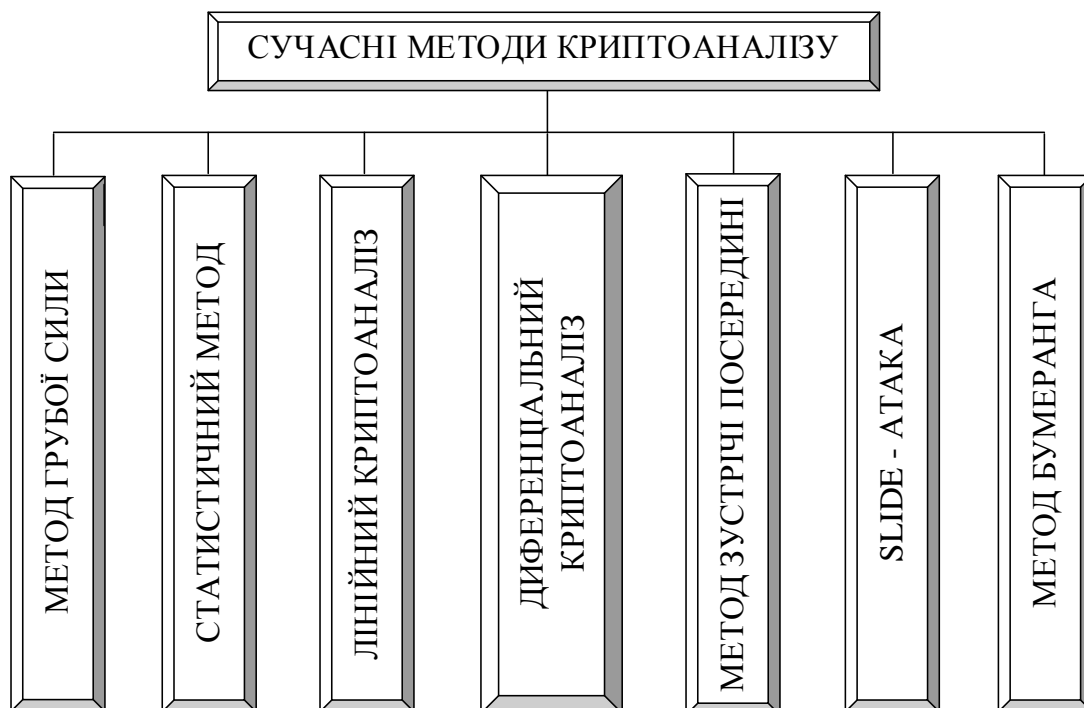 СУЧАСНІ МЕТОДИ КРИПТОАНАЛІЗУ
МЕТОД ГРУБОЇ СИЛИ
СТАТИСТИЧНИЙ МЕТОД
ЛІНІЙНИЙ КРИПТОАНАЛІЗ
ДИФЕРЕНЦІАЛЬНИЙ
КРИПТОАНАЛІЗ
МЕТОД ЗУСТРІЧІ ПОСЕРЕДИНІ
SLIDE - АТАКА
МЕТОД БУМЕРАНГА